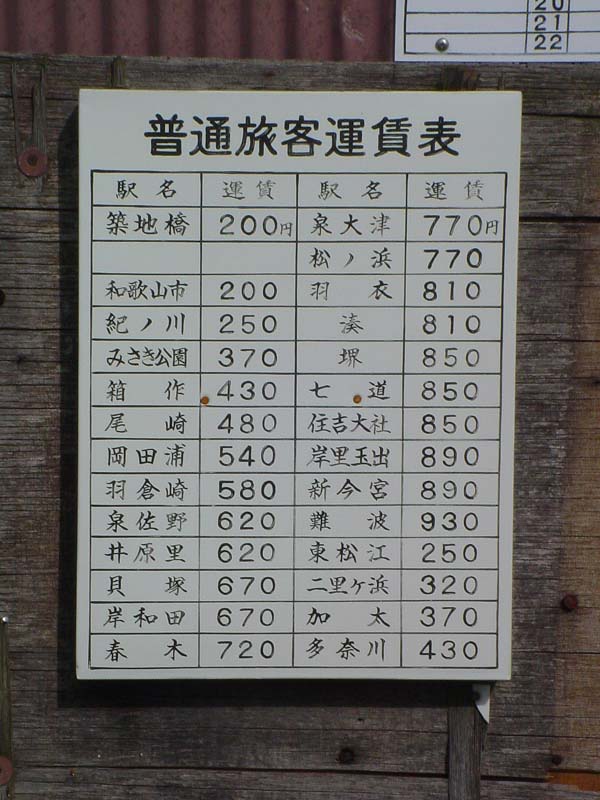 20
21
22
普通旅客運賃表
駅名 運賃 駅名 運賃
築地橋 200円 泉大津 770円
松ノ浜 770
和歌山市 200 羽衣 810
紀ノ川 250 湊 810
みさき公園 370 堺 850
箱作 430 七道 850
尾崎 480 住吉大社 850
岡田浦 540 岸里玉出 890
羽倉崎 580 新今宮 890
泉佐野 620 難波 930
井原里 620 東松江 250
貝塚 670 二里ケ浜 320
岸和田 670 加太 370
春木 720 多奈川 430